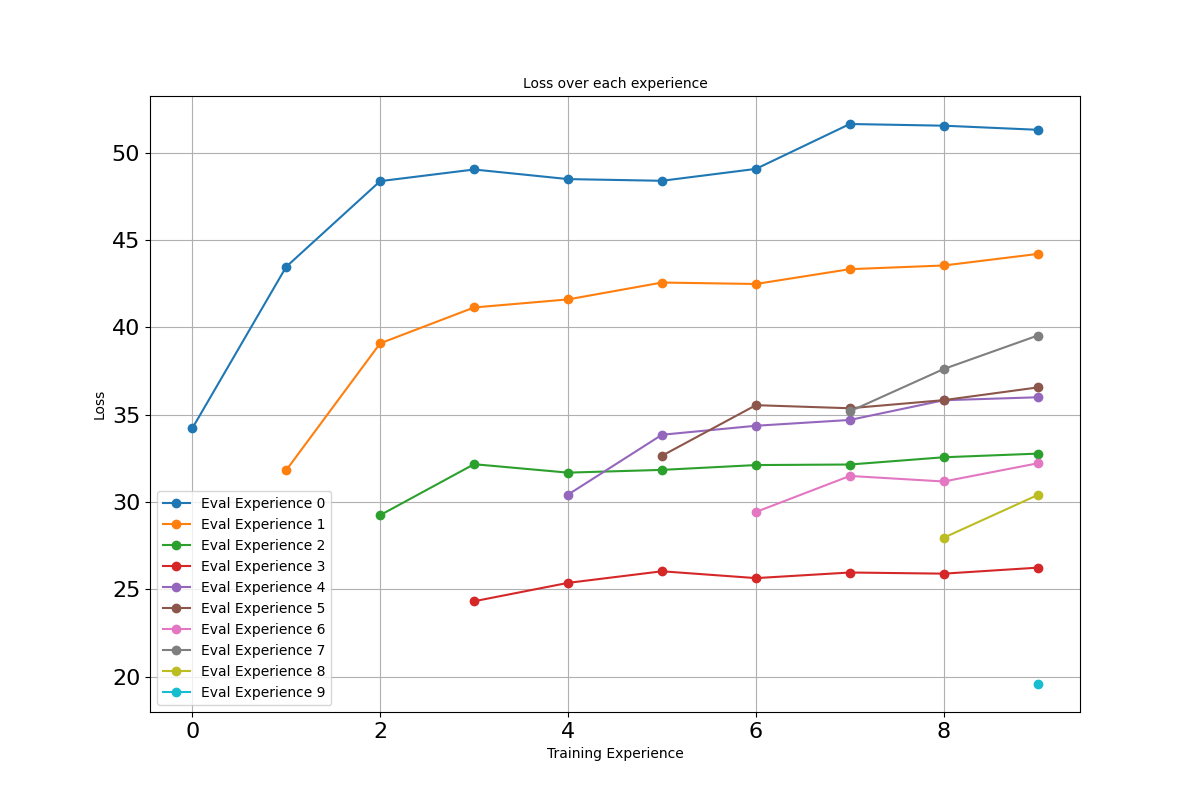 Loss over each experience
50
45
40
35
30
25
20
Loss
Eval Experience 0
Eval Experience 1
Eval Experience 2
Eval Experience 3
Eval Experience 4
Eval Experience 5
Eval Experience 6
Eval Experience 7
Eval Experience 8
Eval Experience 9
0 2 4 6 8
Training Experience